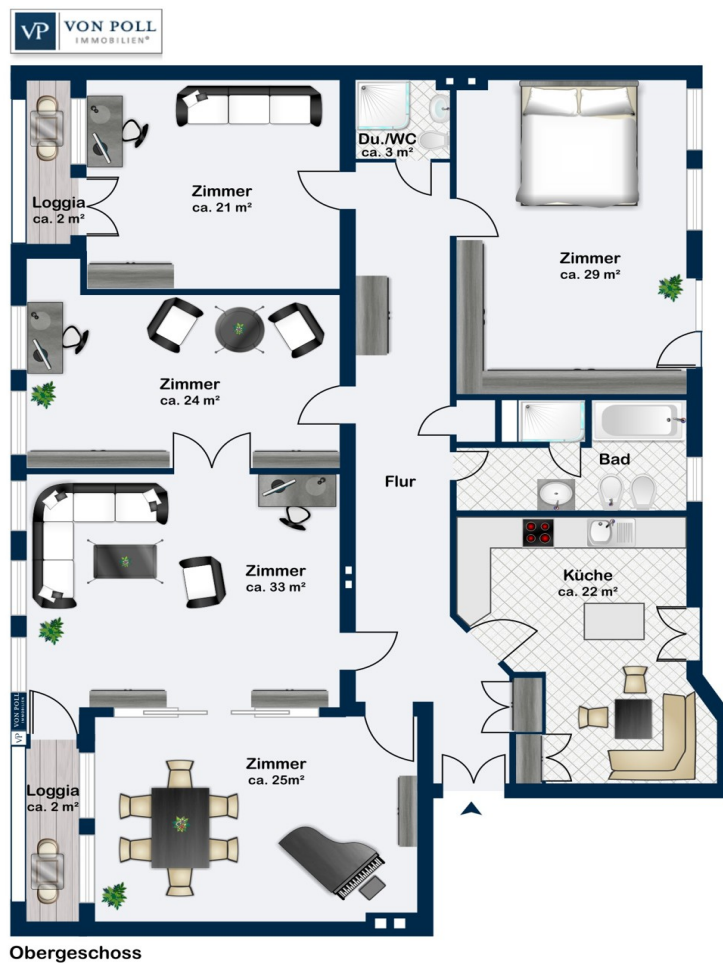 VP VON POLL
IMMOBILIEN®
Du./WC
ca. 3 m²
Loggia
ca. 2 m²
Zimmer
ca. 21 m²
Zimmer
ca. 29 m²
Zimmer
ca. 24 m²
Bad
Flur
Zimmer
ca. 33 m²
Küche
ca. 22 m²
VP VON POLL
IMMOBILIEN
Zimmer
ca. 25m²
Loggia
ca. 2 m²
Obergeschoss